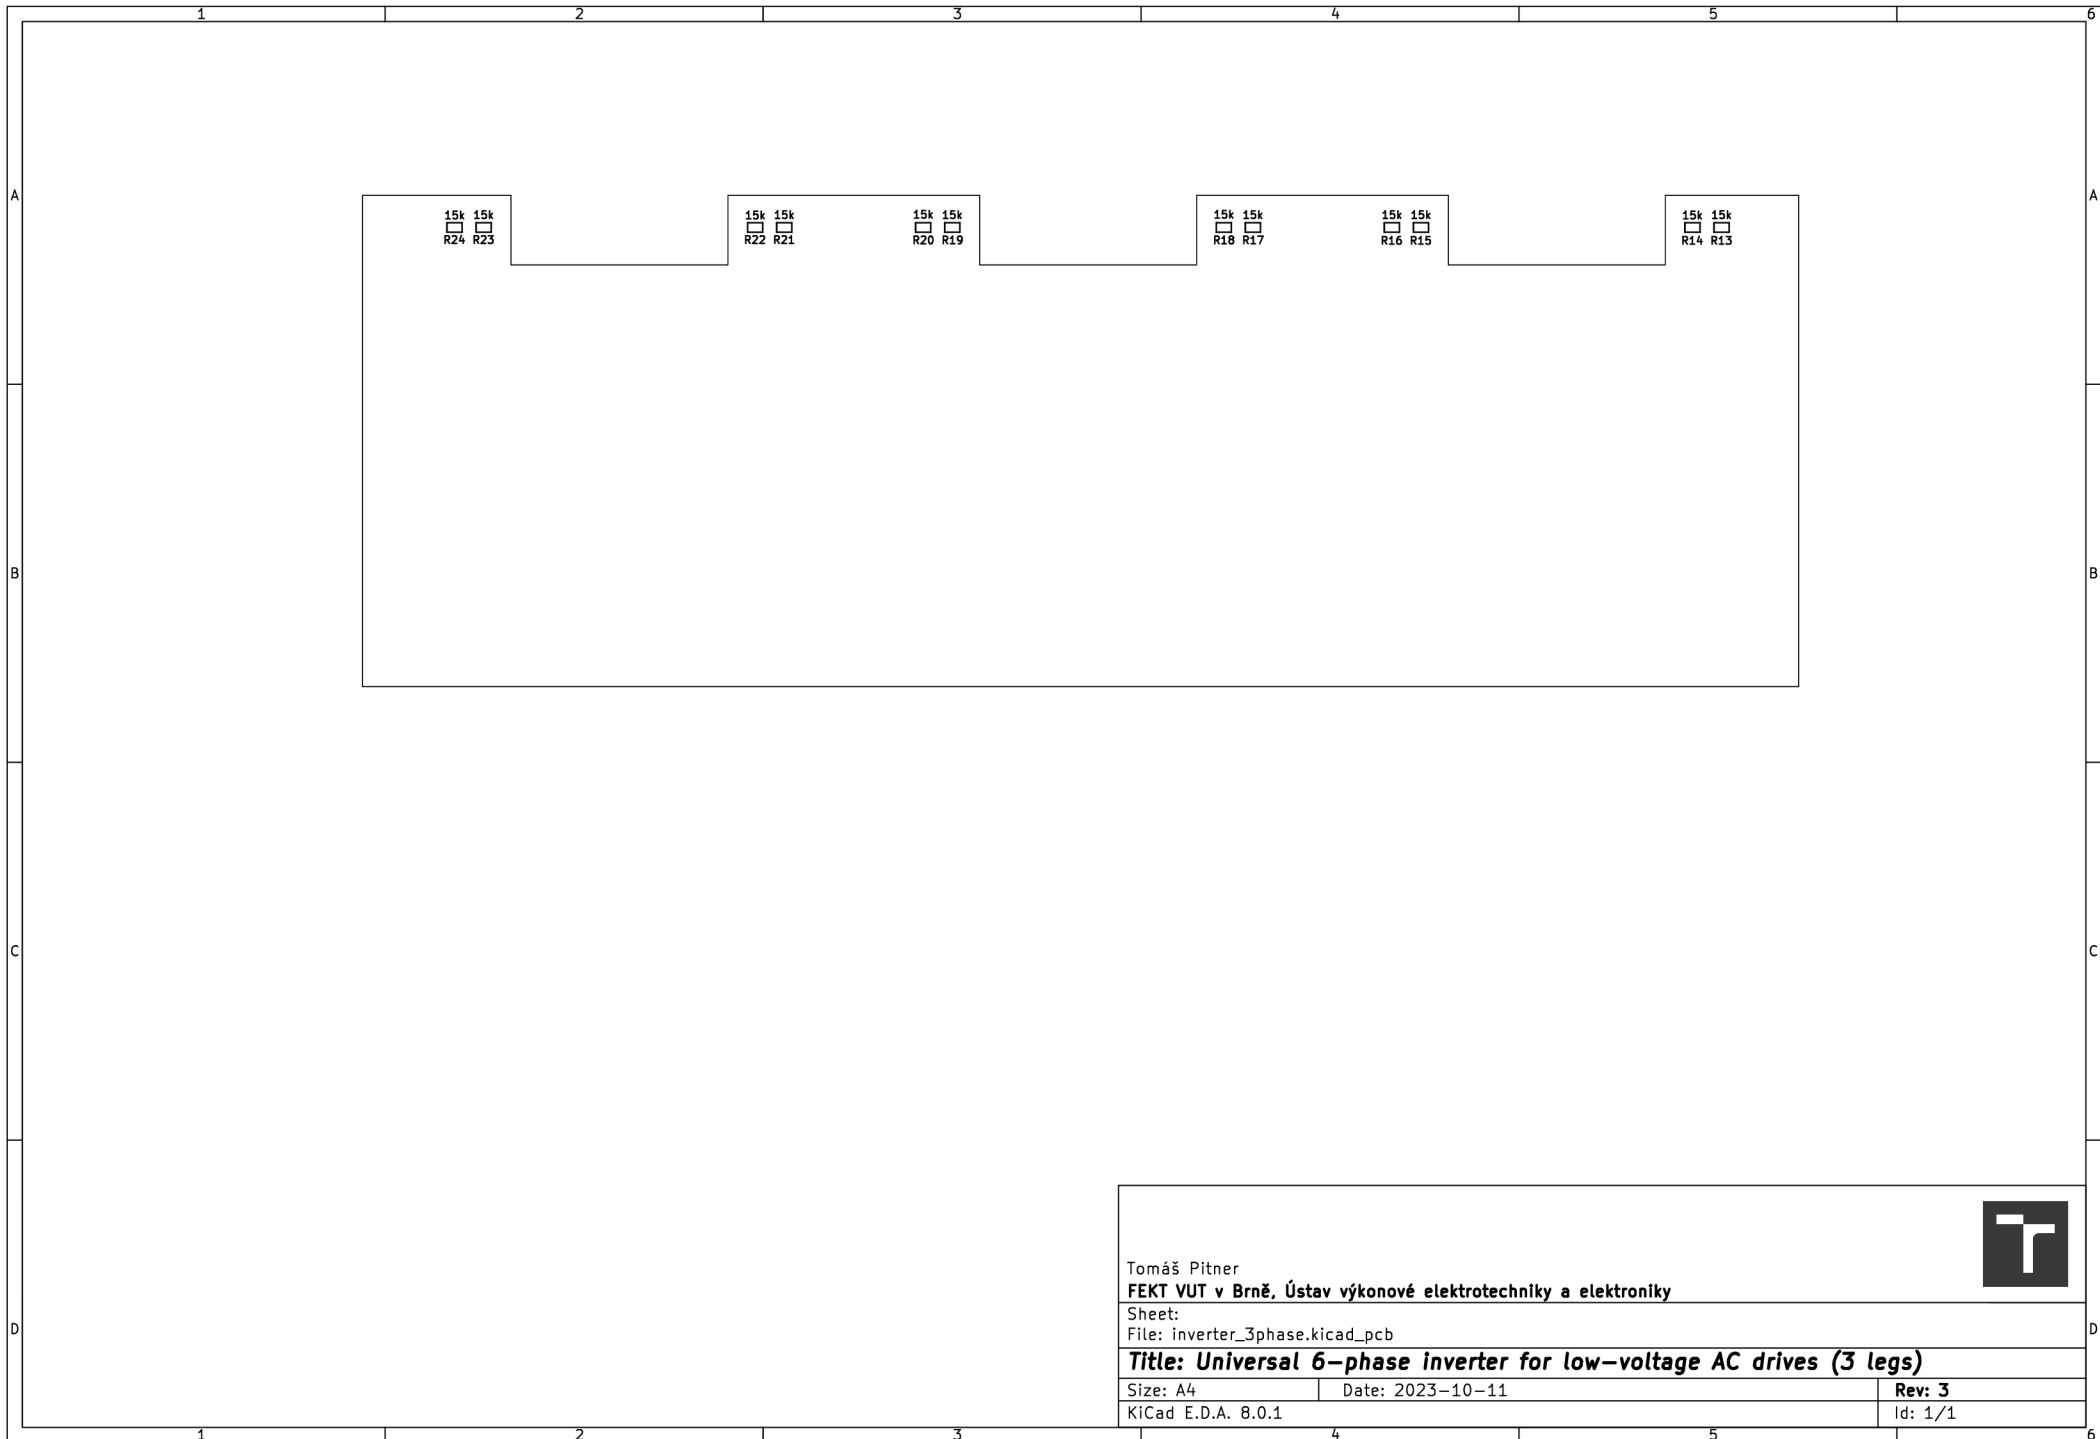 1 2 3 4 5 6
A A
15k 15k 15k 15k 15k 15k 15k 15k 15k 15k 15k 15k
R24 R23 R22 R21 R20 R19 R18 R17 R16 R15 R14 R13
B B
C C
Tomáš Pitner
FEKT VUT v Brně, Ústav výkonové elektrotechniky a elektroniky
Sheet:
D D
File: inverter_3phase.kicad_pcb
Title: Universal 6-phase inverter for low-voltage AC drives (3 legs)
Size: A4 Date: 2023-10-11 Rev: 3
KiCad E.D.A. 8.0.1 Id: 1/1
1 2 3 4 5 6